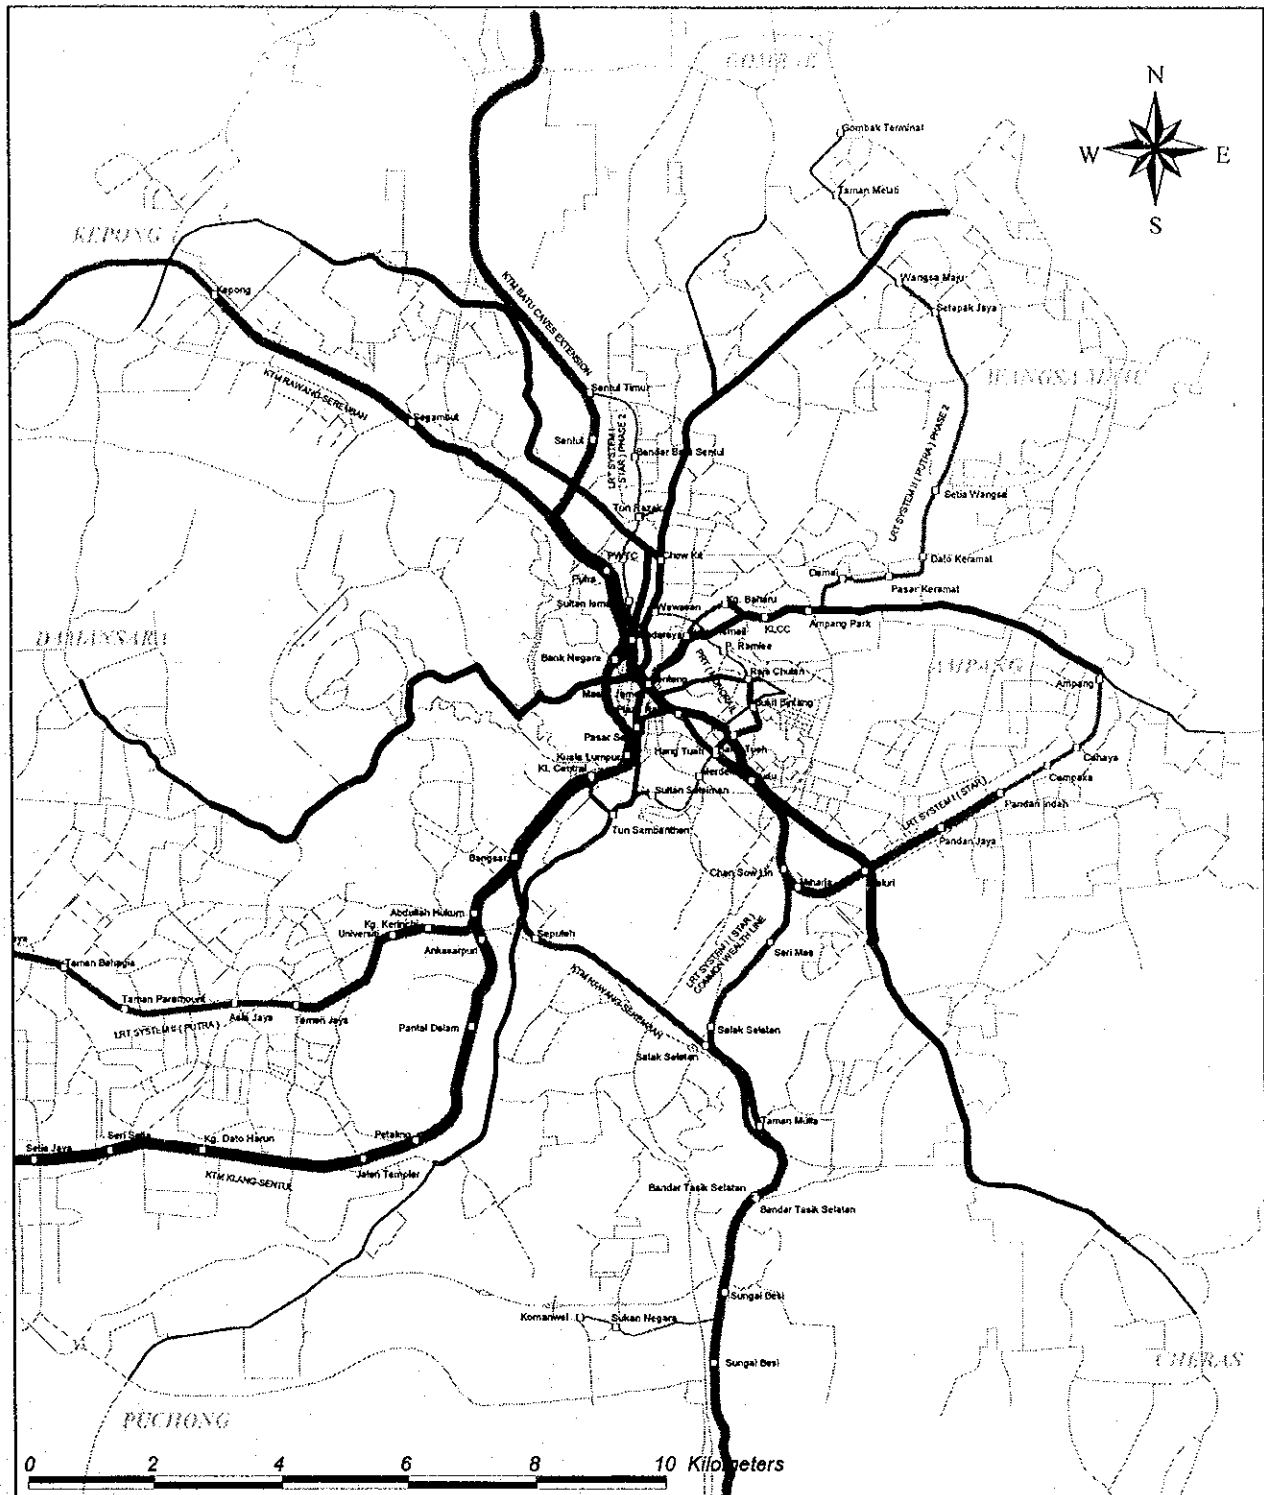 N
W E
S
Gombak Terminal
Taman Melati
KEPONG
Wangsa Maju
Setapak Jaya
Kepong
KTM BATU CAVES EXTENSION
KTM RAWANG-SEREMBAN
Segambut
Sentul Timur
Sentul
LRT SYSTEM I
( STAR ) PHASE 2
Bandar Baru Sentul
LRT SYSTEM II ( PUTRA ) PHASE 2
Setia Wangsa
Tun Razak
PWTC
Chow Kit
Putra
Damai
Dato Keramat
Pasar Keramat
Sultan Ismail
Wawasan
Kg. Baharu
KLCC
Ampang Park
DAMANSARA
Bank Negara
P. Ramlee
Raja Chulan
AMPANG
Ampang
Bukit Bintang
Kuala Lumpur
Hang Tuah
KL Central
Sultan Suleiman
Tun Sambanthan
Cahaya
Cempaka
Pandan Indah
LRT SYSTEM I ( STAR )
Pandan Jaya
Bangsar
Chan Sow Lin
Miharja
Maluri
Abdullah Hukum
Kg. Kerinchi
Universiti
Ankasapuri
Seputeh
Seri Mas
LRT SYSTEM I ( STAR )
COMMON WEALTH LINE
KTM RAWANG-SEREMBAN
Taman Bahagia
Taman Paramount
Asia Jaya
Taman Jaya
LRT SYSTEM II ( PUTRA )
Pantai Dalam
Salak Selatan
Salak Selatan
Taman Mulia
Petaling
Setia Jaya
Seri Setia
Kg. Dato Harun
Jalan Templer
KTM KLANG-SENTUL
Bandar Tasik Selatan
Bandar Tasik Selatan
Sungai Besi
Komanwel
Sukan Negara
Sungai Besi
CHERAS
PUCHONG
0 2 4 6 8 10 Kilometers